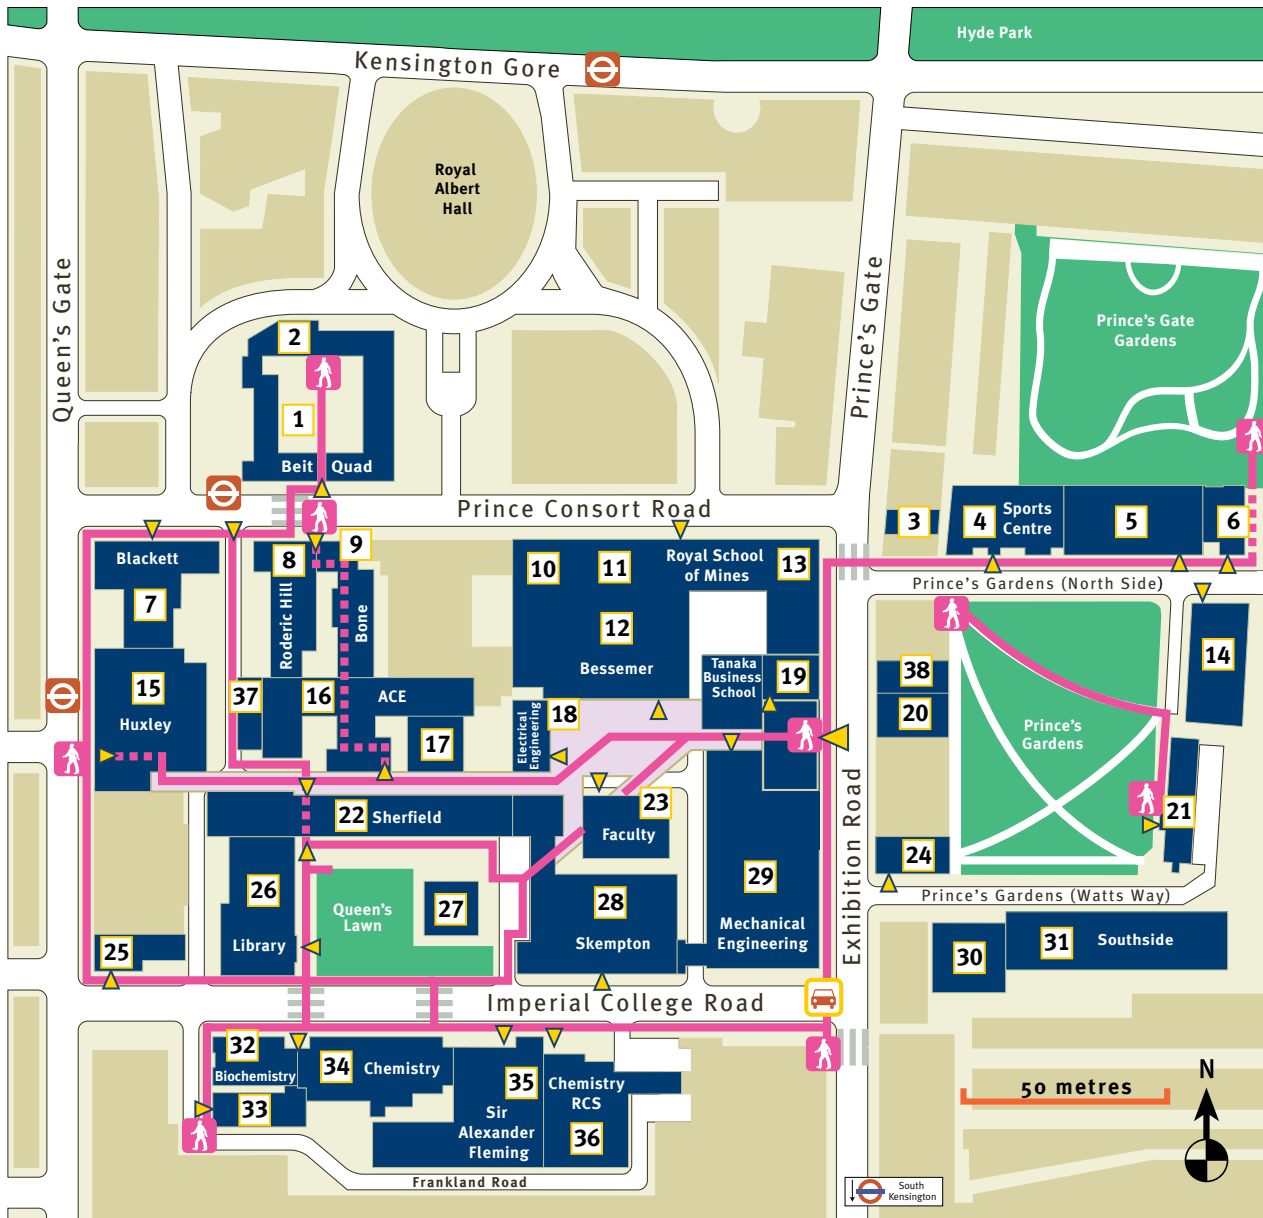 Hyde Park
Kensington Gore
Royal
Albert
Hall
Queen's Gate
Prince's Gate
Prince's Gate
Gardens
2
1
Beit Quad
Prince Consort Road
3
4
Sports
Centre
5
6
Prince's Gardens (North Side)
Blackett
7
8
9
Roderic Hill
Bone
10
11
Royal School
of Mines
13
12
Bessemer
Tanaka
Business
School
19
14
15
Huxley
37
16
ACE
17
18
Electrical
Engineering
38
20
Prince's
Gardens
21
22
Sherfield
23
Faculty
Exhibition Road
24
Prince's Gardens (Watts Way)
26
Library
Queen's
Lawn
27
28
Skempton
29
Mechanical
Engineering
25
30
31
Southside
Imperial College Road
32
Biochemistry
33
34
Chemistry
35
Sir
Alexander
Fleming
Chemistry
RCS
36
Frankland Road
50 metres
N
South
Kensington